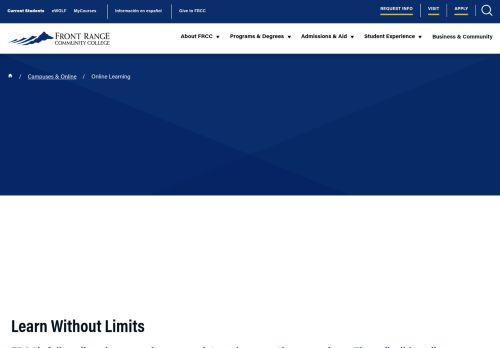 Current Students eWOLF MyCourses Información en español Give to FRCC REQUEST INFO VISIT APPLY
FRONT RANGE
COMMUNITY COLLEGE
About FRCC Programs & Degrees Admissions & Aid Student Experience Business & Community
/ Campuses & Online / Online Learning
Learn Without Limits